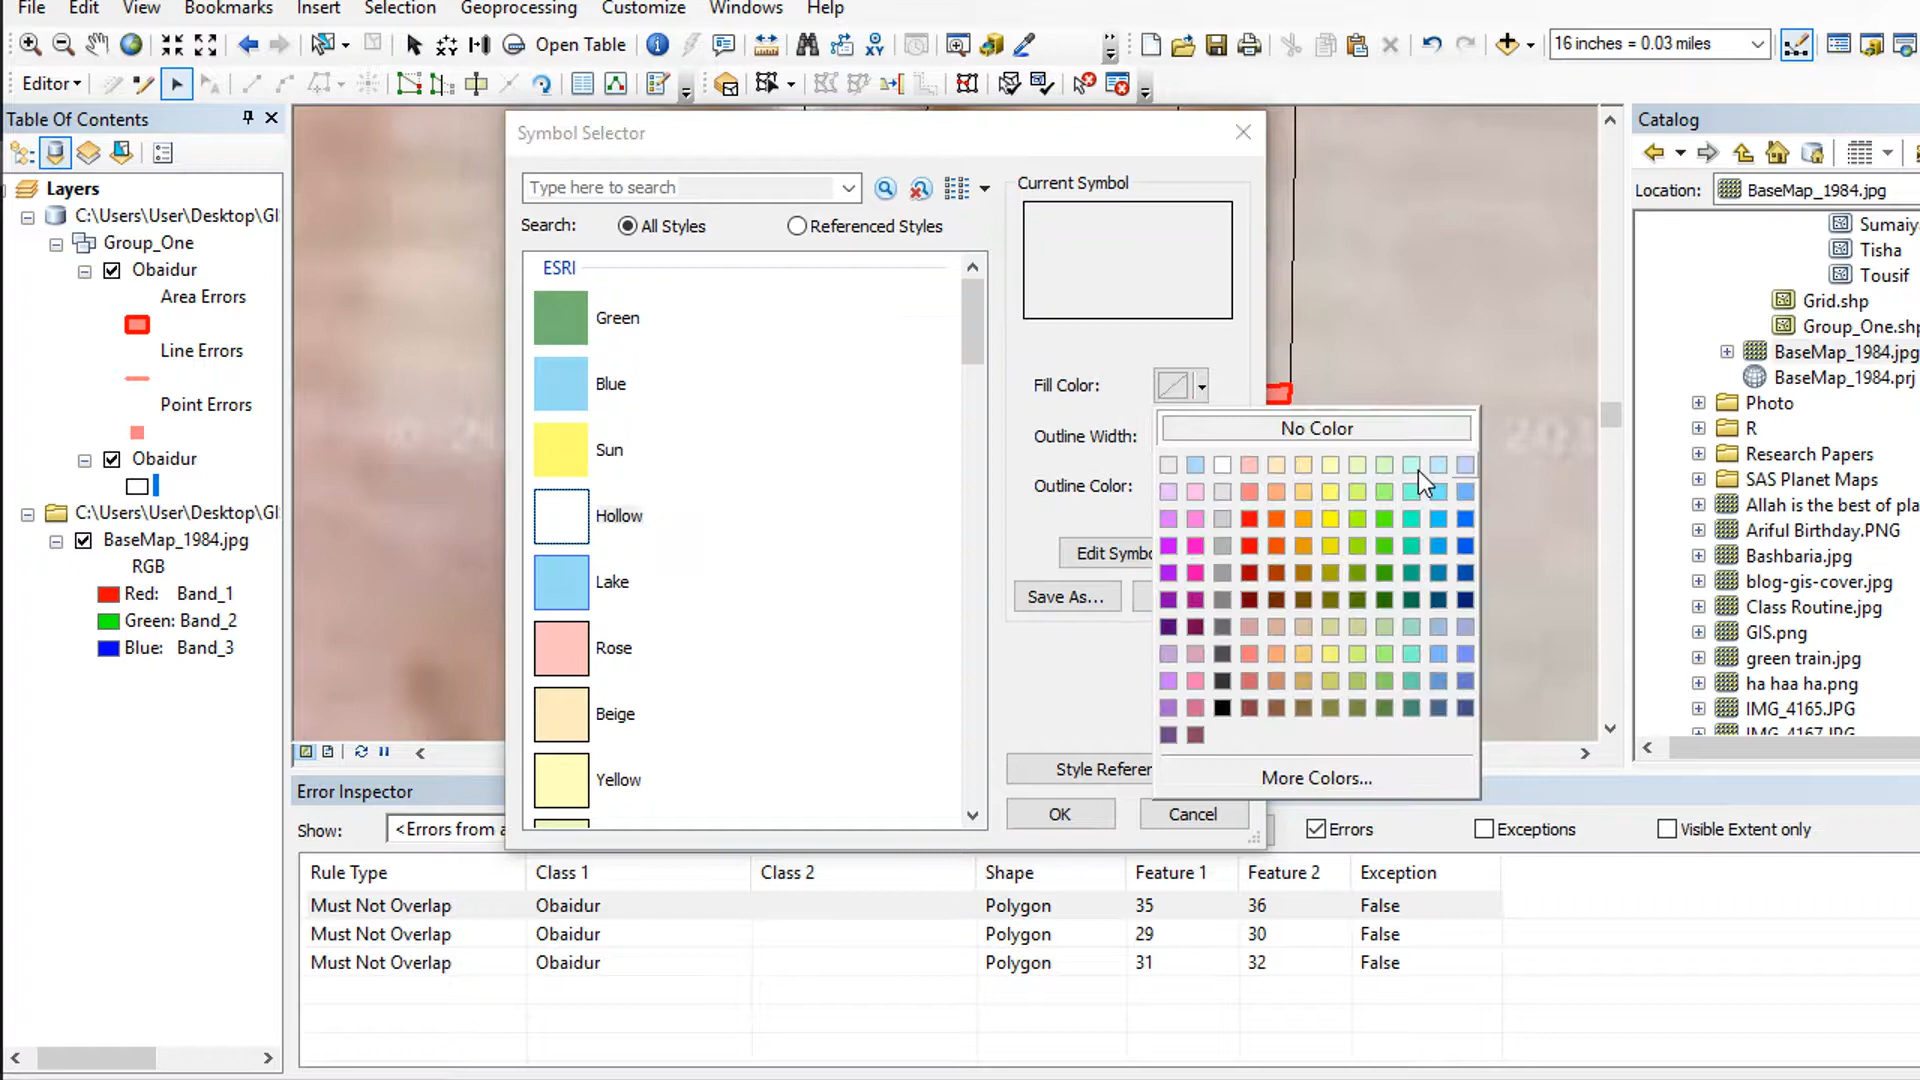 File Edit View Bookmarks Insert Selection Geoprocessing Customize Windows Help
Open Table
16 inches = 0.03 miles
Editor
Table Of Contents
Layers
C:\Users\User\Desktop\GI
Group_One
Obaidur
Area Errors
Line Errors
Point Errors
Obaidur
C:\Users\User\Desktop\GI
BaseMap_1984.jpg
RGB
Red: Band_1
Green: Band_2
Blue: Band_3
Symbol Selector
Type here to search
Search: All Styles Referenced Styles
ESRI
Green
Blue
Sun
Hollow
Lake
Rose
Beige
Yellow
Current Symbol
Fill Color:
Outline Width:
Outline Color:
Edit Symbo
Save As...
Style Referen
OK Cancel
No Color
More Colors...
Catalog
Location: BaseMap_1984.jpg
Sumaiy
Tisha
Tousif
Grid.shp
Group_One.shp
BaseMap_1984.jpg
BaseMap_1984.prj
Photo
R
Research Papers
SAS Planet Maps
Allah is the best of pla
Ariful Birthday.PNG
Bashbaria.jpg
blog-gis-cover.jpg
Class Routine.jpg
GIS.png
green train.jpg
ha haa ha.png
IMG_4165.JPG
IMG_4167.JPG
Error Inspector
Show: <Errors from a Errors Exceptions Visible Extent only
Rule Type Class 1 Class 2 Shape Feature 1 Feature 2 Exception
Must Not Overlap Obaidur Polygon 35 36 False
Must Not Overlap Obaidur Polygon 29 30 False
Must Not Overlap Obaidur Polygon 31 32 False